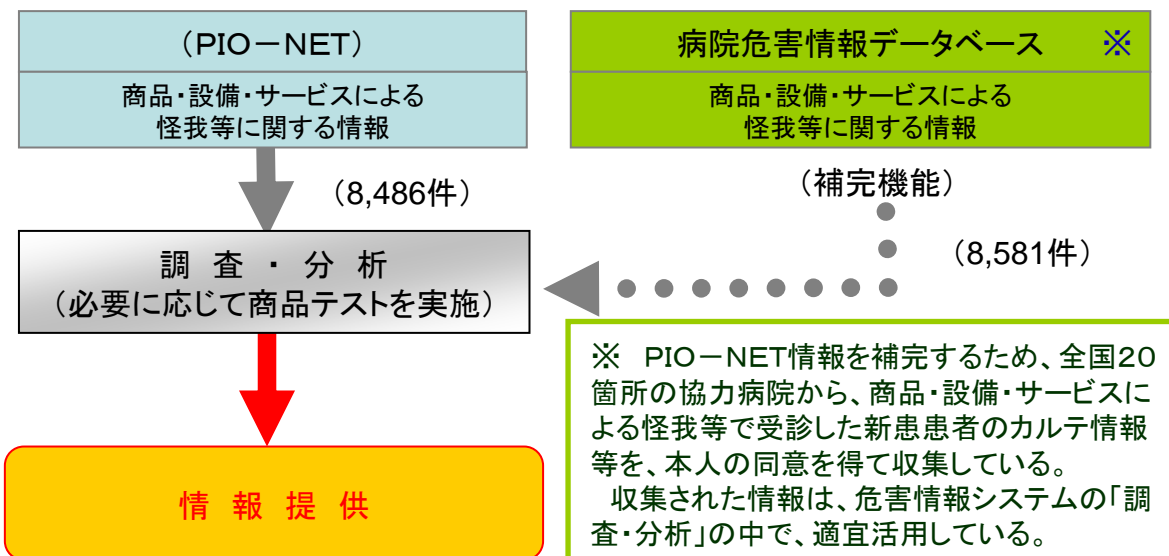 (PIO－NET)
商品・設備・サービスによる
怪我等に関する情報
病院危害情報データベース　※
商品・設備・サービスによる
怪我等に関する情報
(8,486件)
(補完機能)
(8,581件)
調　査　・　分　析
(必要に応じて商品テストを実施)
※　PIO－NET情報を補完するため、全国２０
箇所の協力病院から、商品・設備・サービスに
よる怪我等で受診した新患患者のカルテ情報
等を、本人の同意を得て収集している。
　収集された情報は、危害情報システムの「調
査・分析」の中で、適宜活用している。
情　報　提　供